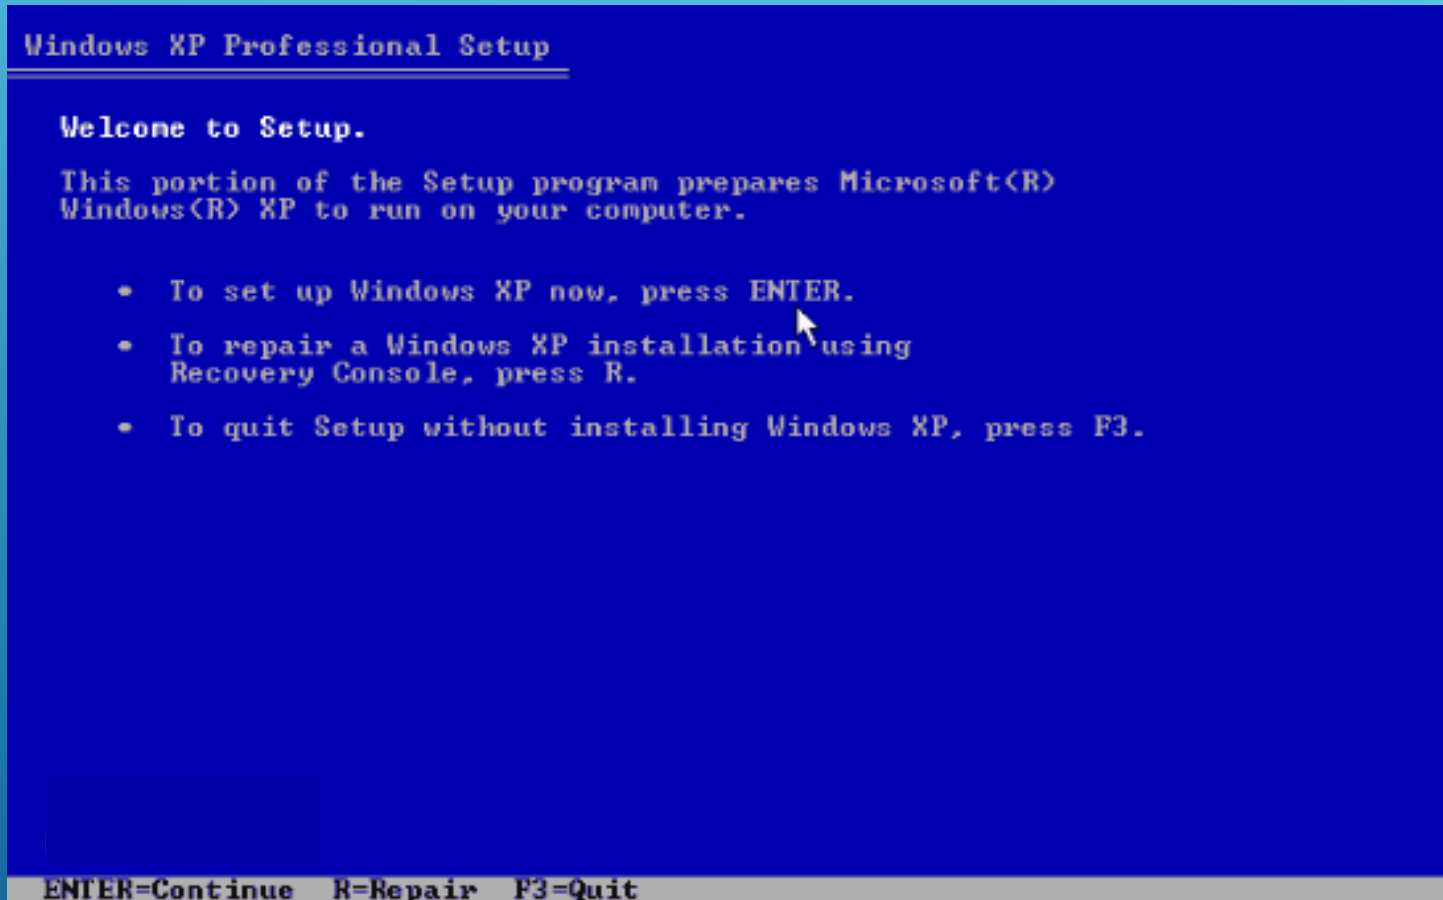 Windows XP Professional Setup
Welcome to Setup.
This portion of the Setup program prepares Microsoft(R)
Windows(R) XP to run on your computer.
• To set up Windows XP now, press ENTER.
• To repair a Windows XP installation using
Recovery Console, press R.
• To quit Setup without installing Windows XP, press F3.
ENTER=Continue R=Repair F3=Quit